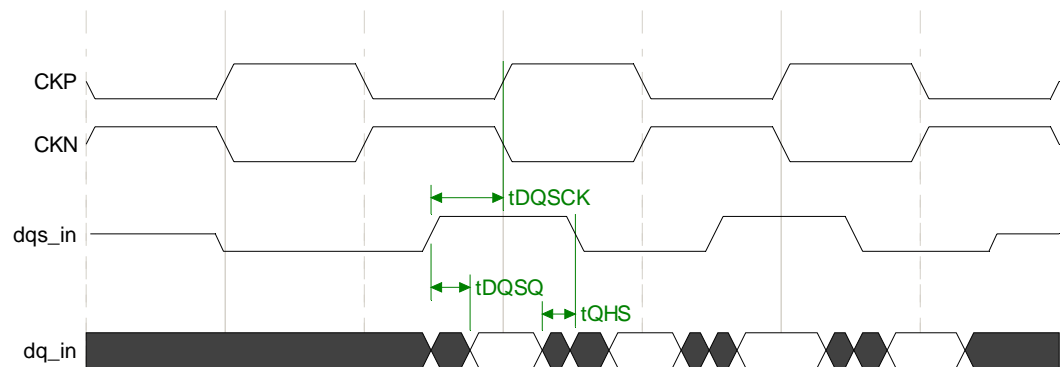 CKP
CKN
tDQSCK
dqs_in
tDQSQ
tQHS
dq_in